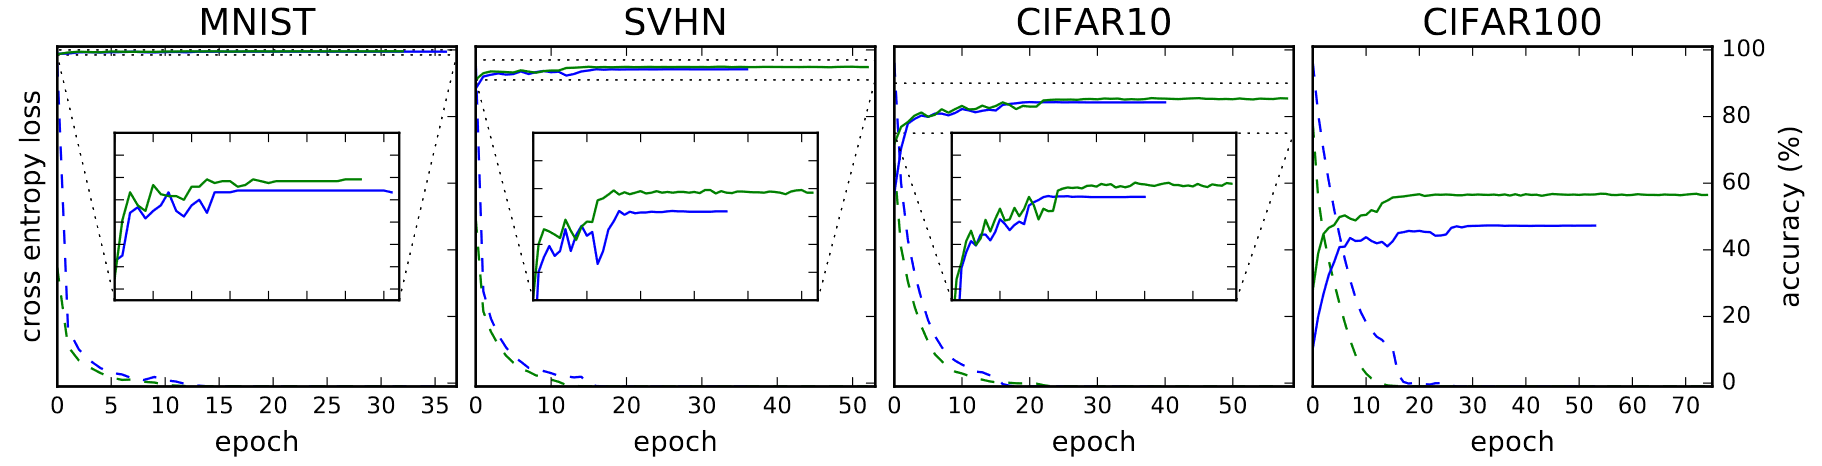 MNIST SVHN CIFAR10 CIFAR100
cross entropy loss
accuracy (%)
100
80
60
40
20
0
0 5 10 15 20 25 30 35
0 10 20 30 40 50
0 10 20 30 40 50
0 10 20 30 40 50 60 70
epoch epoch epoch epoch